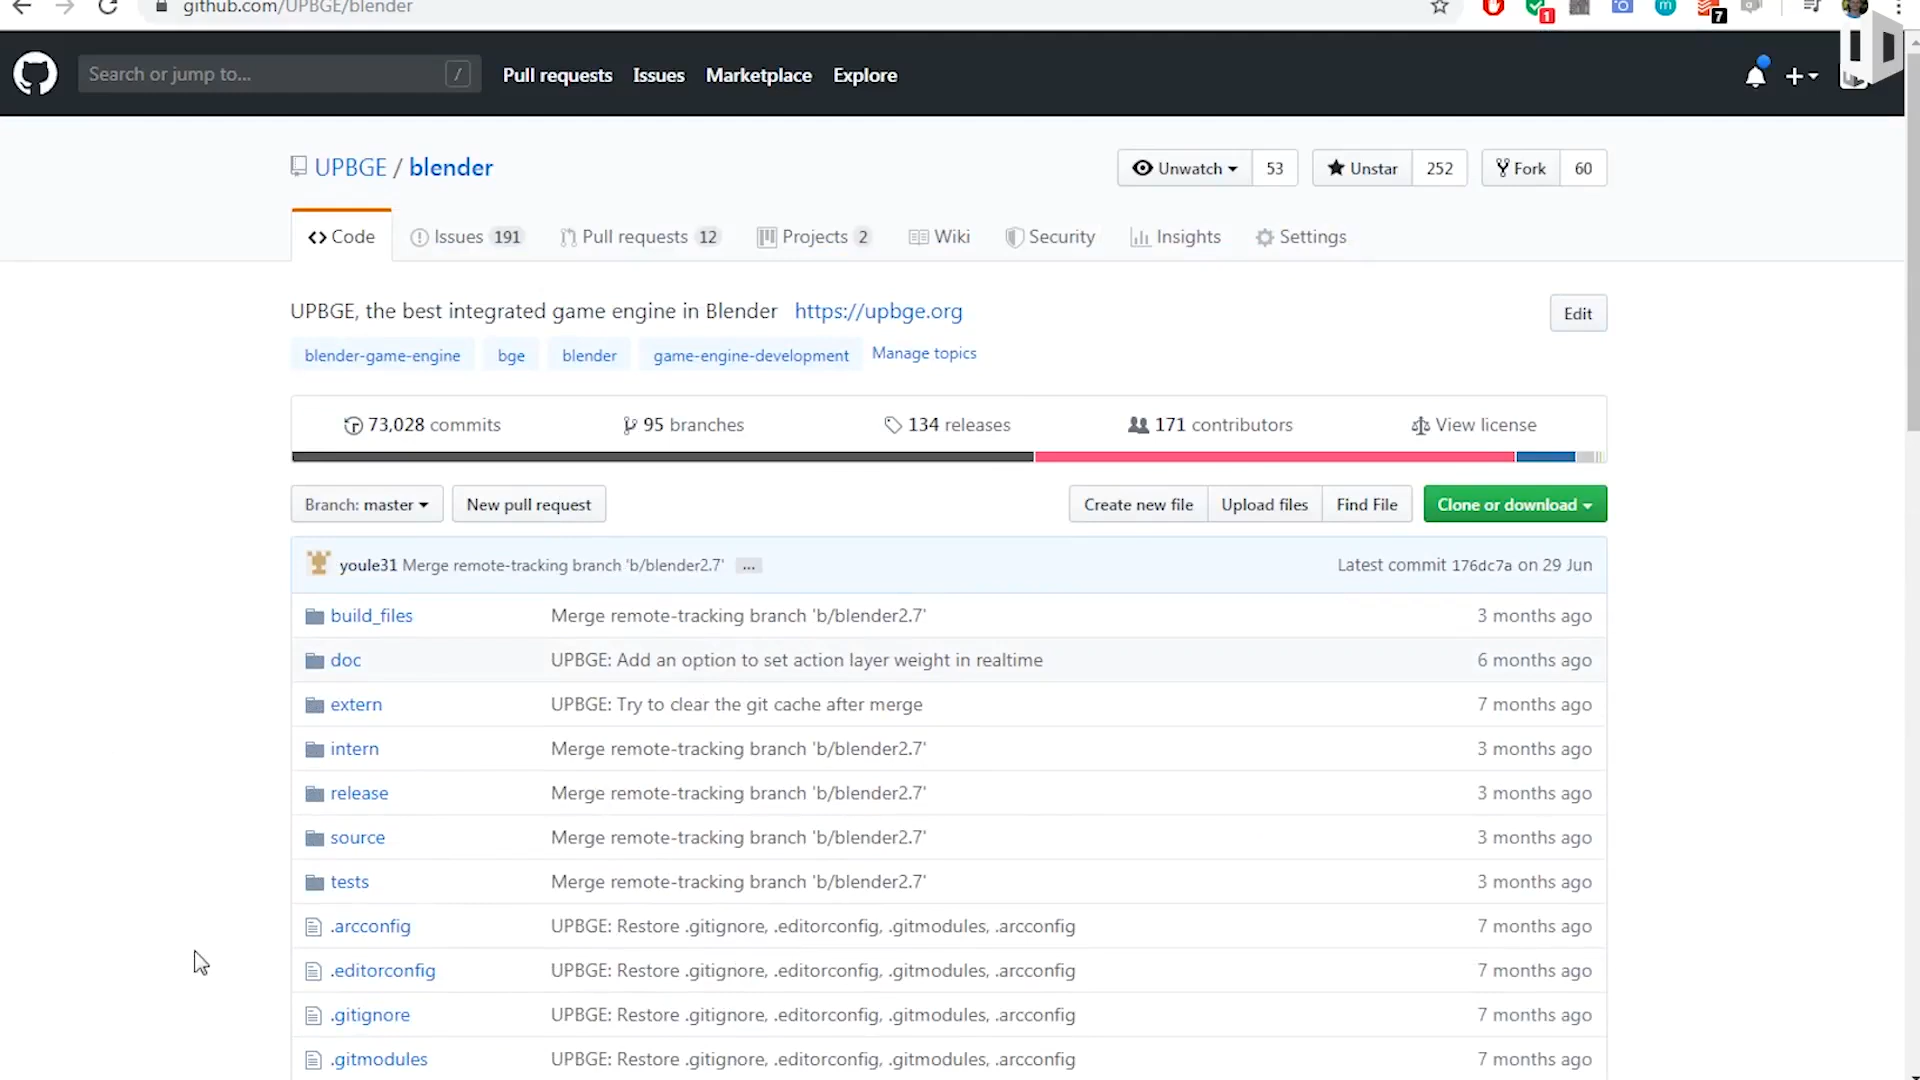 github.com/UPBGE/blender
1
m
7
Search or jump to... /
Pull requests Issues Marketplace Explore
UPBGE / blender
Unwatch 53 Unstar 252 Fork 60
Code Issues 191 Pull requests 12 Projects 2 Wiki Security Insights Settings
UPBGE, the best integrated game engine in Blender https://upbge.org Edit
blender-game-engine bge blender game-engine-development Manage topics
73,028 commits 95 branches 134 releases 171 contributors View license
Branch: master New pull request Create new file Upload files Find File Clone or download
youle31 Merge remote-tracking branch 'b/blender2.7' ... Latest commit 176dc7a on 29 Jun
build_files Merge remote-tracking branch 'b/blender2.7' 3 months ago
doc UPBGE: Add an option to set action layer weight in realtime 6 months ago
extern UPBGE: Try to clear the git cache after merge 7 months ago
intern Merge remote-tracking branch 'b/blender2.7' 3 months ago
release Merge remote-tracking branch 'b/blender2.7' 3 months ago
source Merge remote-tracking branch 'b/blender2.7' 3 months ago
tests Merge remote-tracking branch 'b/blender2.7' 3 months ago
.arcconfig UPBGE: Restore .gitignore, .editorconfig, .gitmodules, .arcconfig 7 months ago
.editorconfig UPBGE: Restore .gitignore, .editorconfig, .gitmodules, .arcconfig 7 months ago
.gitignore UPBGE: Restore .gitignore, .editorconfig, .gitmodules, .arcconfig 7 months ago
.gitmodules UPBGE: Restore .gitignore, .editorconfig, .gitmodules, .arcconfig 7 months ago